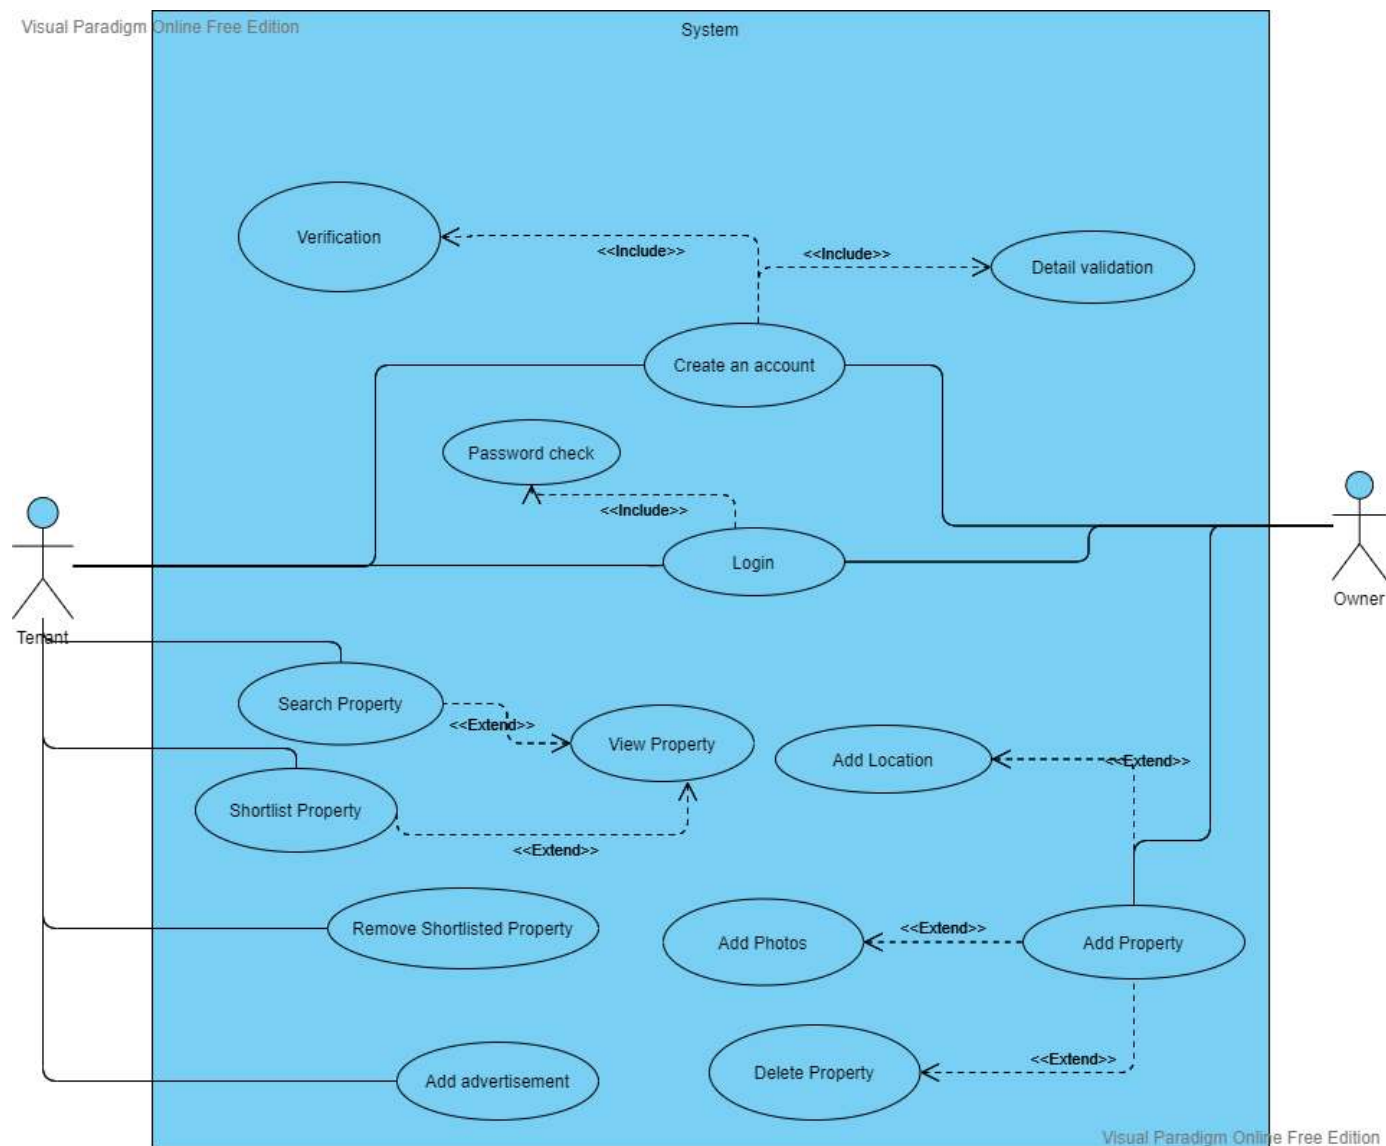 Visual Paradigm Online Free Edition
System
Verification
<<Include>>
<<Include>>
Detail validation
Create an account
Password check
<<Include>>
Login
Tenant
Owner
Search Property
<<Extend>>
View Property
Add Location
<<Extend>>
Shortlist Property
<<Extend>>
Remove Shortlisted Property
Add Photos
<<Extend>>
Add Property
Add advertisement
Delete Property
<<Extend>>
Visual Paradigm Online Free Edition